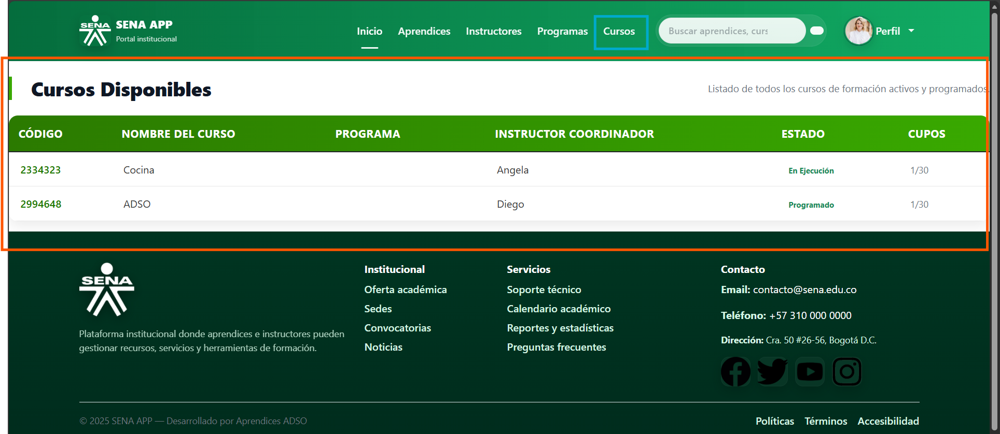 SENA
SENA APP
Portal institucional
Inicio
Aprendices
Instructores
Programas
Cursos
Buscar aprendices, curs
Perfil
Cursos Disponibles
Listado de todos los cursos de formación activos y programados.
CÓDIGO NOMBRE DEL CURSO PROGRAMA INSTRUCTOR COORDINADOR ESTADO CUPOS
2334323 Cocina Angela En Ejecución 1/30
2994648 ADSO Diego Programado 1/30
SENA
Plataforma institucional donde aprendices e instructores pueden
gestionar recursos, servicios y herramientas de formación.
Institucional
Oferta académica
Sedes
Convocatorias
Noticias
Servicios
Soporte técnico
Calendario académico
Reportes y estadísticas
Preguntas frecuentes
Contacto
Email: contacto@sena.edu.co
Teléfono: +57 310 000 0000
Dirección: Cra. 50 #26-56, Bogotá D.C.
© 2025 SENA APP — Desarrollado por Aprendices ADSO
Políticas Términos Accesibilidad